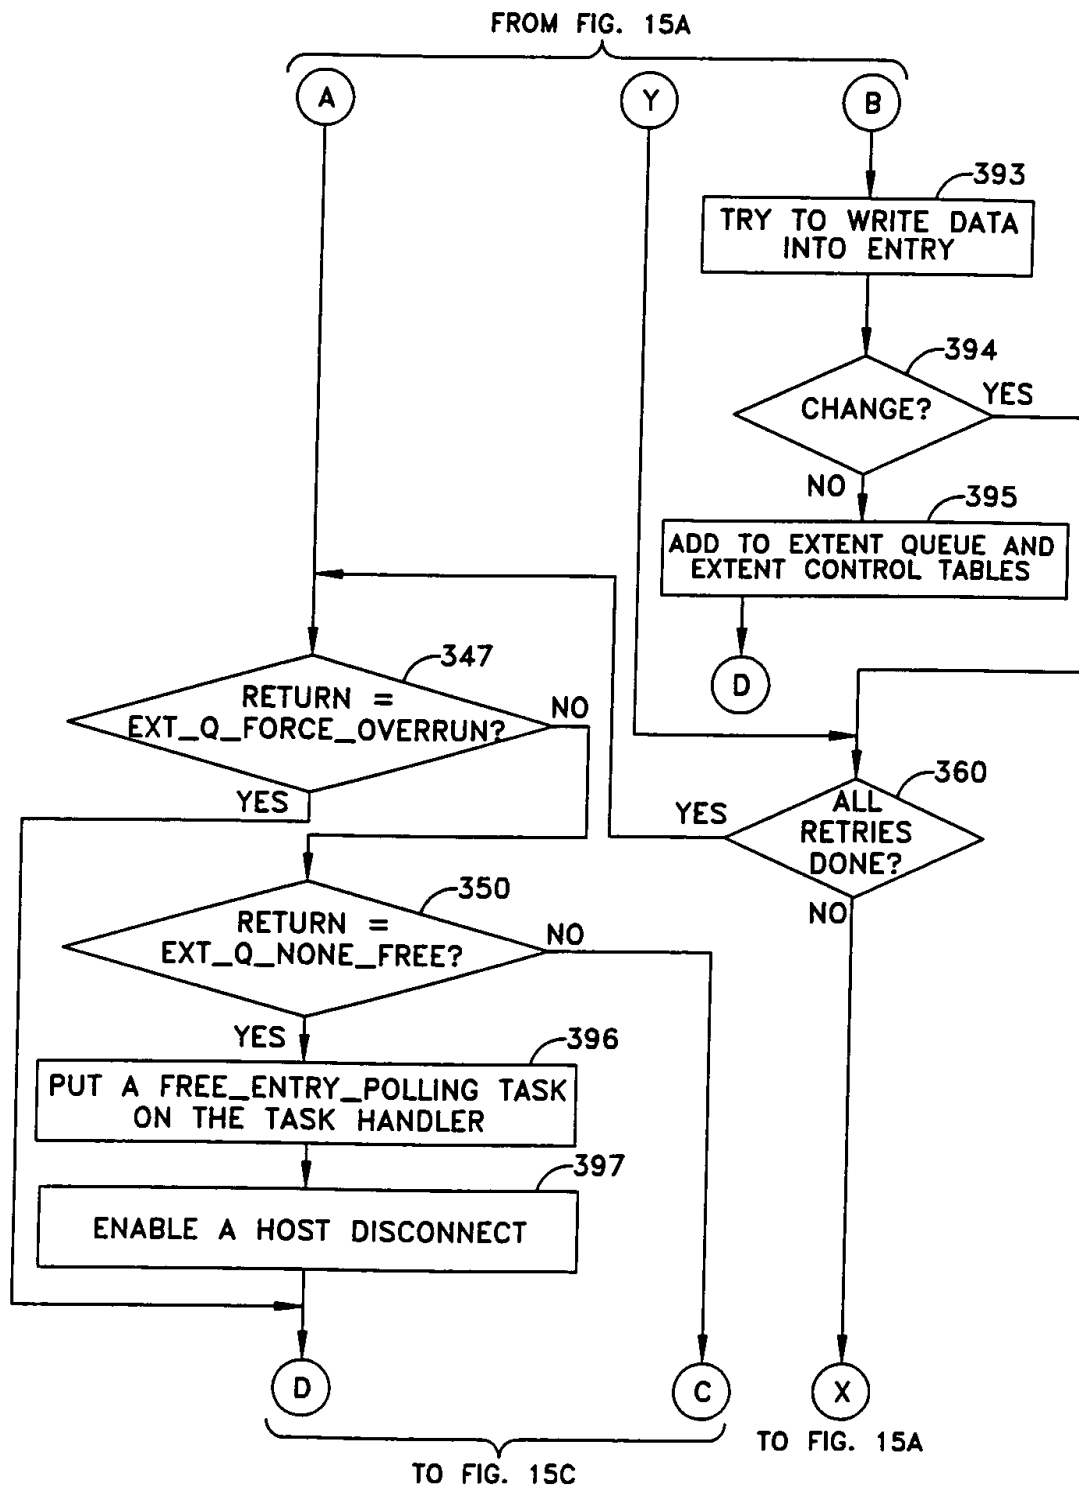 FROM FIG. 15A
A
Y
B
393
TRY TO WRITE DATA
INTO ENTRY
394
CHANGE?
YES
NO
395
ADD TO EXTENT QUEUE AND
EXTENT CONTROL TABLES
D
347
RETURN =
EXT_Q_FORCE_OVERRUN?
NO
YES
360
ALL
RETRIES
DONE?
YES
NO
350
RETURN =
EXT_Q_NONE_FREE?
NO
YES
396
PUT A FREE_ENTRY_POLLING TASK
ON THE TASK HANDLER
397
ENABLE A HOST DISCONNECT
D
C
X
TO FIG. 15A
TO FIG. 15C